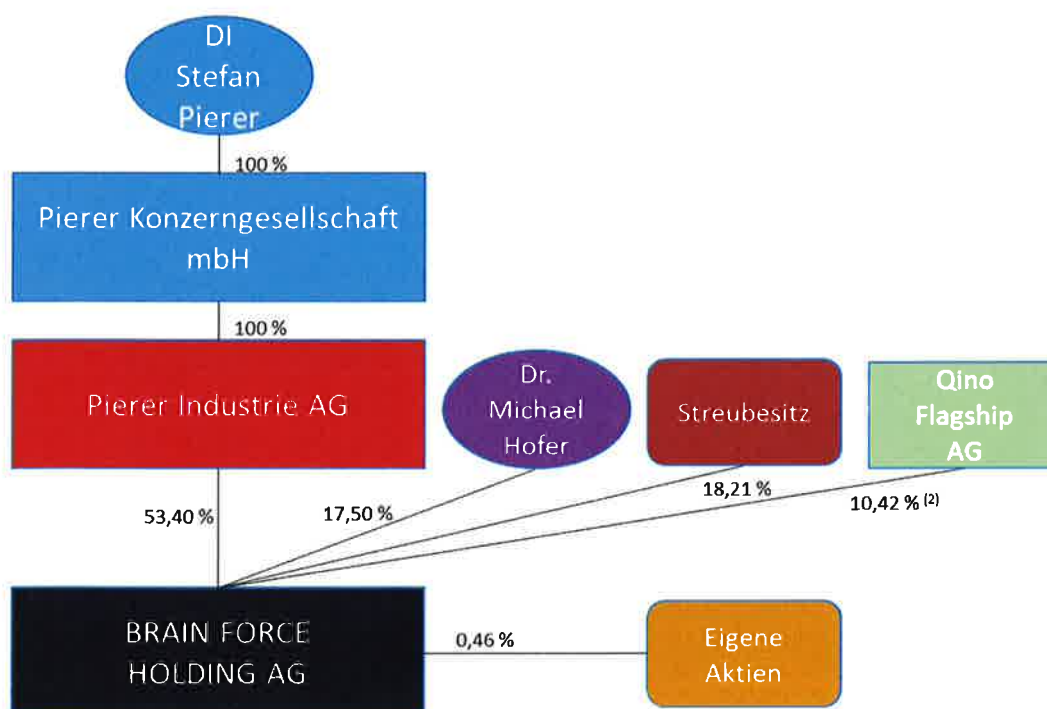 DI
Stefan
Pierer
100 %
Pierer Konzerngesellschaft
mbH
100 %
Pierer Industrie AG
Dr.
Michael
Hofer
Streubesitz
Qino
Flagship
AG
53,40 %
17,50 %
18,21 %
10,42 % (2)
BRAIN FORCE
HOLDING AG
0,46 %
Eigene
Aktien